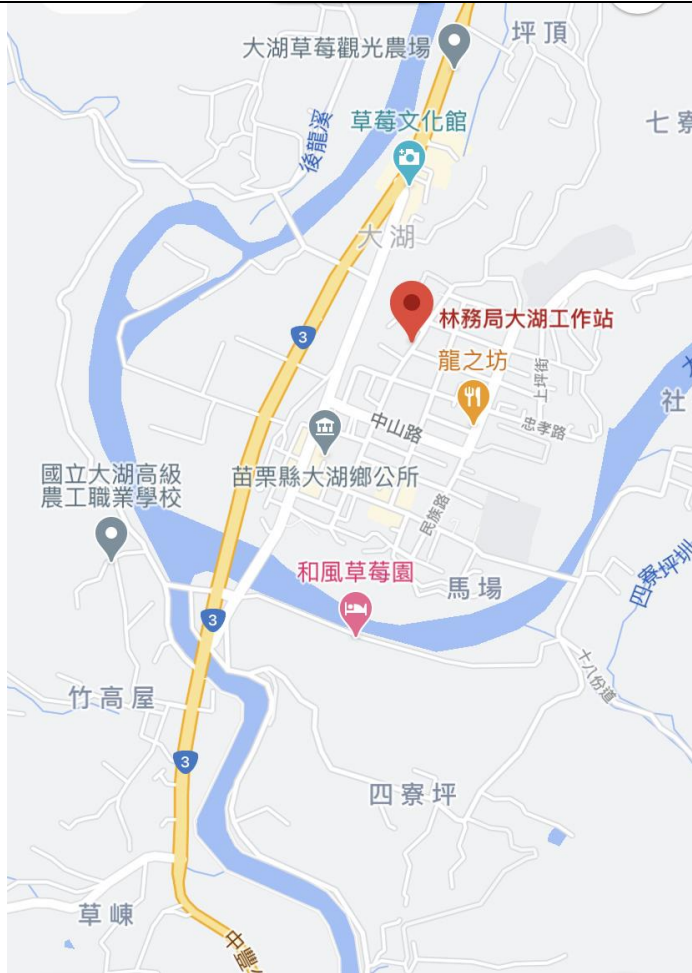 坪頂
大湖草莓觀光農場
草莓文化館
七寮
後龍溪
大湖
林務局大湖工作站
3
龍之坊
上坪街
社
中山路
忠孝路
苗栗縣大湖鄉公所
國立大湖高級
農工職業學校
民族路
和風草莓園
馬場
四寮坪圳
3
十八份道
竹高屋
3
四寮坪
草崠
中豐